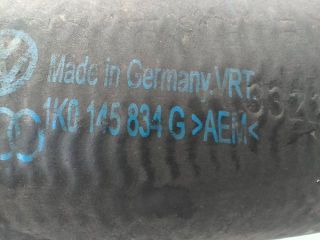 Made in Germany.VRT
1K0 145 834 G >AEM<